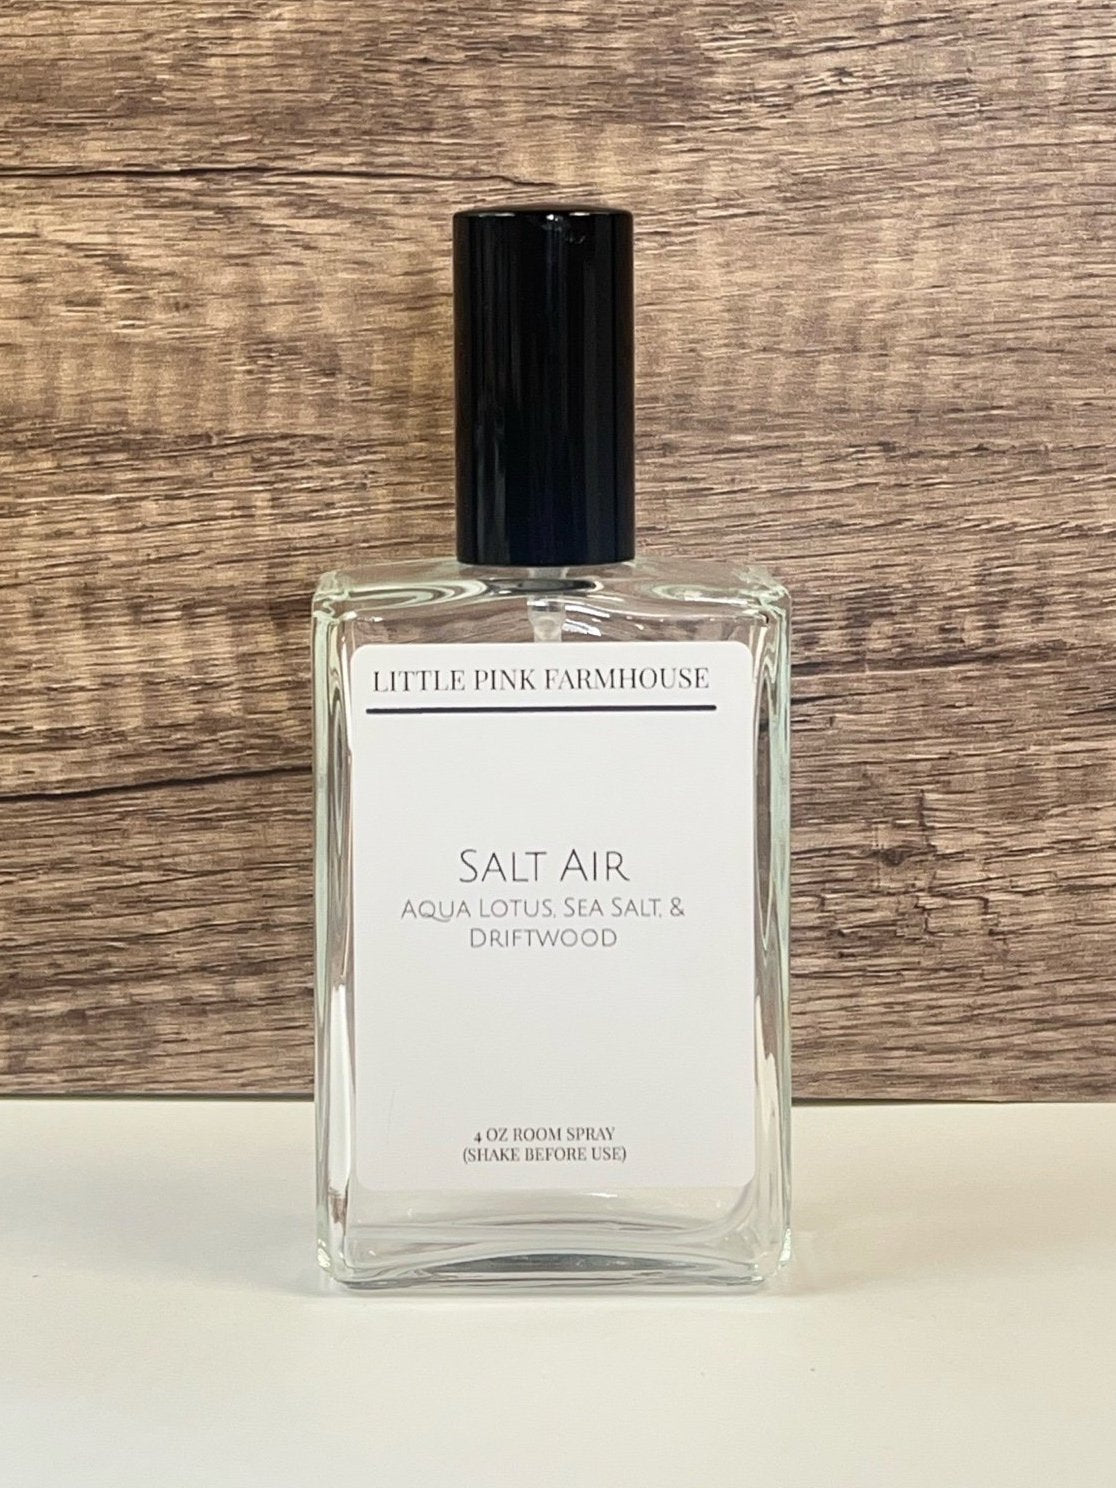 LITTLE PINK FARMHOUSE
SALT AIR
AQUA LOTUS, SEA SALT, &
DRIFTWOOD
4 OZ ROOM SPRAY
(SHAKE BEFORE USE)